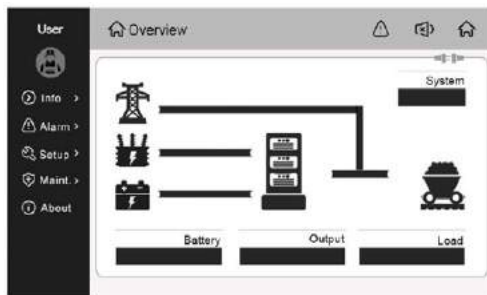 User
Overview
System
Info >
Alarm >
Setup >
Maint. >
About
Battery
Output
Load